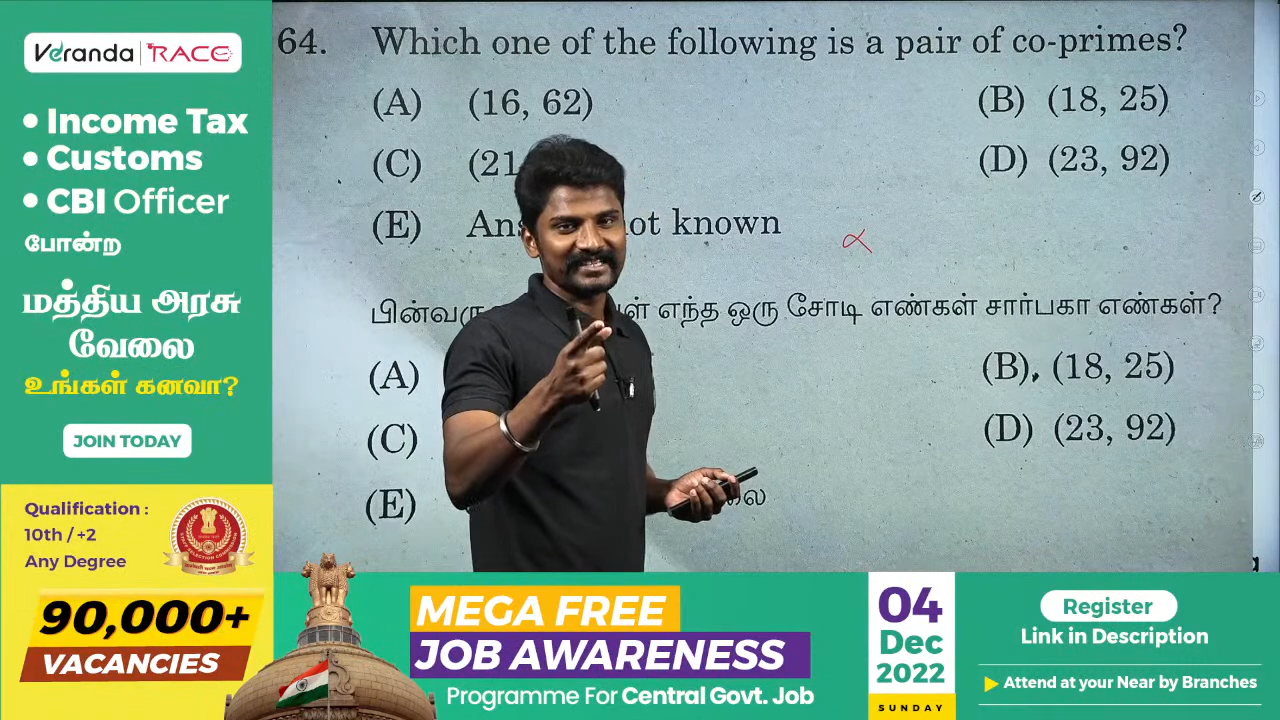 Veranda RACE
• Income Tax
• Customs
• CBI Officer
போன்ற
மத்திய அரசு
வேலை
உங்கள் கனவா?
JOIN TODAY
Qualification :
10th / +2
Any Degree
90,000+
VACANCIES
64. Which one of the following is a pair of co-primes?
(A) (16, 62) (B) (18, 25)
(C) (21 (D) (23, 92)
(E) not known
எந்த ஒரு சோடி எண்கள் சார்பகா எண்கள்?
(A) (B) (18, 25)
(C) (D) (23, 92)
(E)
MEGA FREE
JOB AWARENESS
Programme For Central Govt. Job
04
Dec
2022
SUNDAY
Register
Link in Description
Attend at your Near by Branches